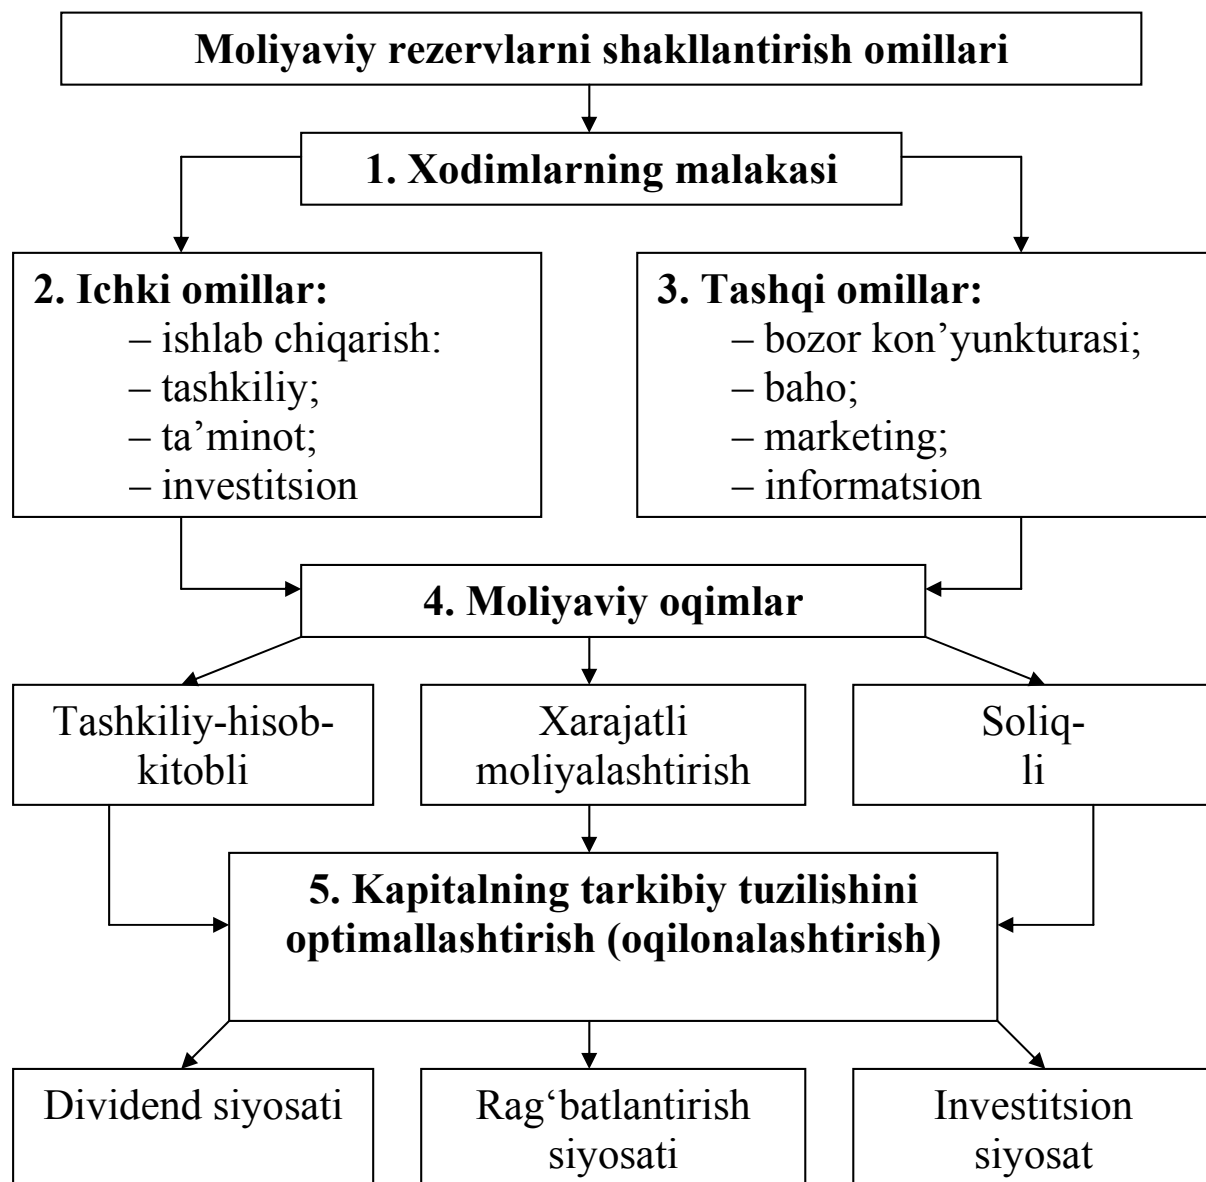 Moliyaviy rezervlarni shakllantirish omillari
1. Xodimlarning malakasi
2. Ichki omillar:
– ishlab chiqarish:
– tashkiliy;
– ta’minot;
– investitsion
3. Tashqi omillar:
– bozor kon’yunkturasi;
– baho;
– marketing;
– informatsion
4. Moliyaviy oqimlar
Tashkiliy-hisob-
kitobli
Xarajatli
moliyalashtirish
Soliq-
li
5. Kapitalning tarkibiy tuzilishini
optimallashtirish (oqilonalashtirish)
Dividend siyosati
Rag‘batlantirish
siyosati
Investitsion
siyosat